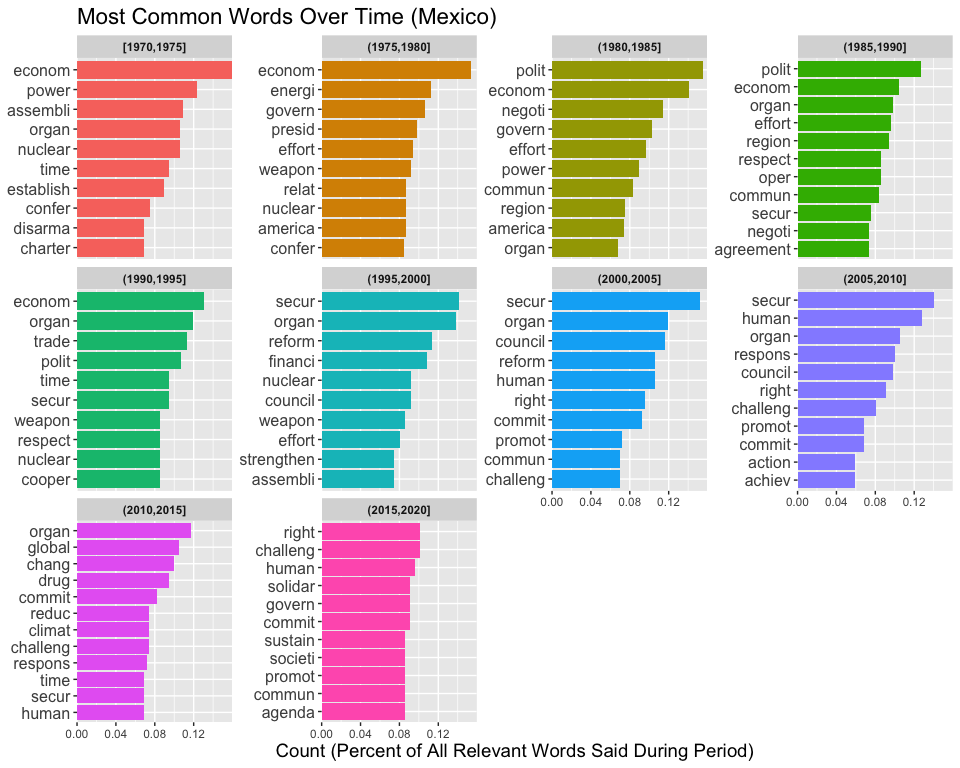 Most Common Words Over Time (Mexico)
[1970,1975]
econom
power
assembli
organ
nuclear
time
establish
confer
disarma
charter
(1975,1980]
econom
energi
govern
presid
effort
weapon
relat
nuclear
america
confer
(1980,1985]
polit
econom
negoti
govern
effort
power
commun
region
america
organ
(1985,1990]
polit
econom
organ
effort
region
respect
oper
commun
secur
negoti
agreement
(1990,1995]
econom
organ
trade
polit
time
secur
weapon
respect
nuclear
cooper
(1995,2000]
secur
organ
reform
financi
nuclear
council
weapon
effort
strengthen
assembli
(2000,2005]
secur
organ
council
reform
human
right
commit
promot
commun
challeng
0.00 0.04 0.08 0.12
(2005,2010]
secur
human
organ
respons
council
right
challeng
promot
commit
action
achiev
0.00 0.04 0.08 0.12
(2010,2015]
organ
global
chang
drug
commit
reduc
climat
challeng
respons
time
secur
human
0.00 0.04 0.08 0.12
(2015,2020]
right
challeng
human
solidar
govern
commit
sustain
societi
promot
commun
agenda
0.00 0.04 0.08 0.12
Count (Percent of All Relevant Words Said During Period)